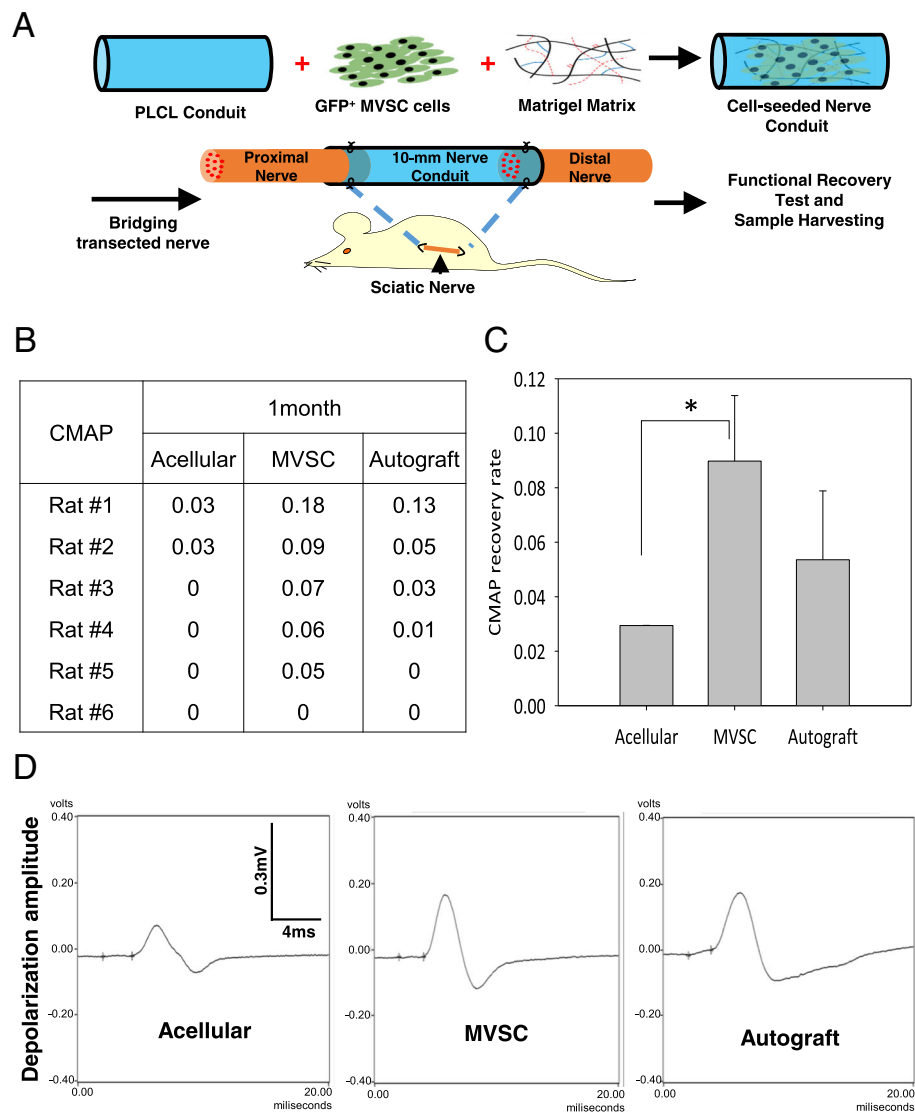 A
PLCL Conduit
+
GFP+ MVSC cells
+
Matrigel Matrix
Cell-seeded Nerve
Conduit
Bridging
transected nerve
Proximal
Nerve
10-mm Nerve
Conduit
Distal
Nerve
Sciatic Nerve
Functional Recovery
Test and
Sample Harvesting
B
CMAP
1month
Acellular MVSC Autograft
Rat #1 0.03 0.18 0.13
Rat #2 0.03 0.09 0.05
Rat #3 0 0.07 0.03
Rat #4 0 0.06 0.01
Rat #5 0 0.05 0
Rat #6 0 0 0
C
CMAP recovery rate
0.12
0.10
0.08
0.06
0.04
0.02
0.00
*
Acellular MVSC Autograft
D
Depolarization amplitude
volts
0.40
0.20
0.00
-0.20
-0.40
0.3mV
4ms
Acellular
0.00 20.00
miliseconds
volts
0.40
0.20
0.00
-0.20
-0.40
MVSC
0.00 20.00
miliseconds
volts
0.40
0.20
0.00
-0.20
-0.40
Autograft
0.00 20.00
miliseconds